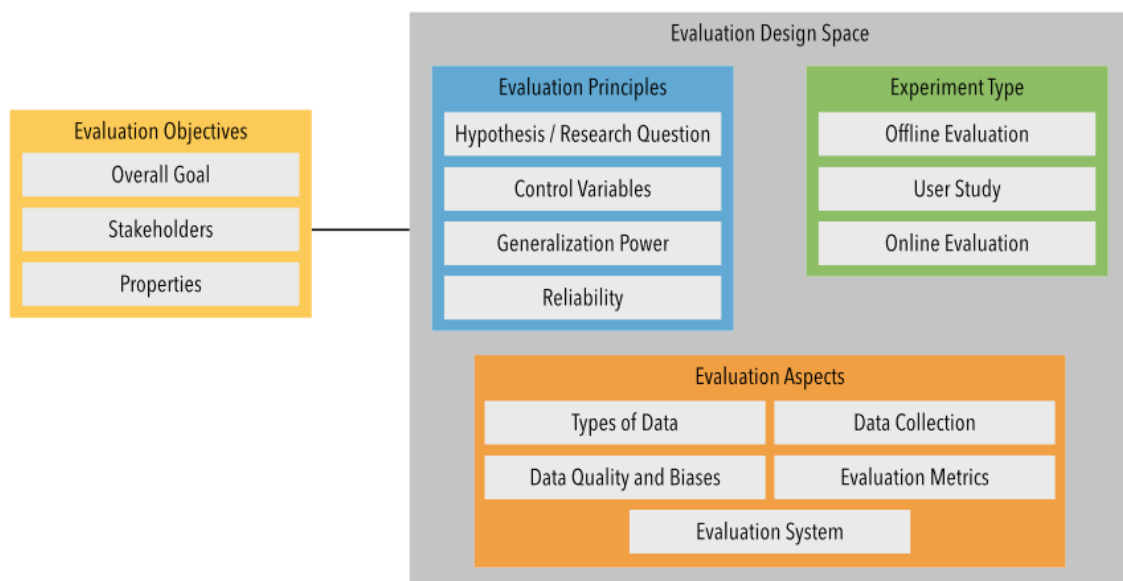 Evaluation Design Space
Evaluation Objectives
Overall Goal
Stakeholders
Properties
Evaluation Principles
Hypothesis / Research Question
Control Variables
Generalization Power
Reliability
Experiment Type
Offline Evaluation
User Study
Online Evaluation
Evaluation Aspects
Types of Data
Data Collection
Data Quality and Biases
Evaluation Metrics
Evaluation System